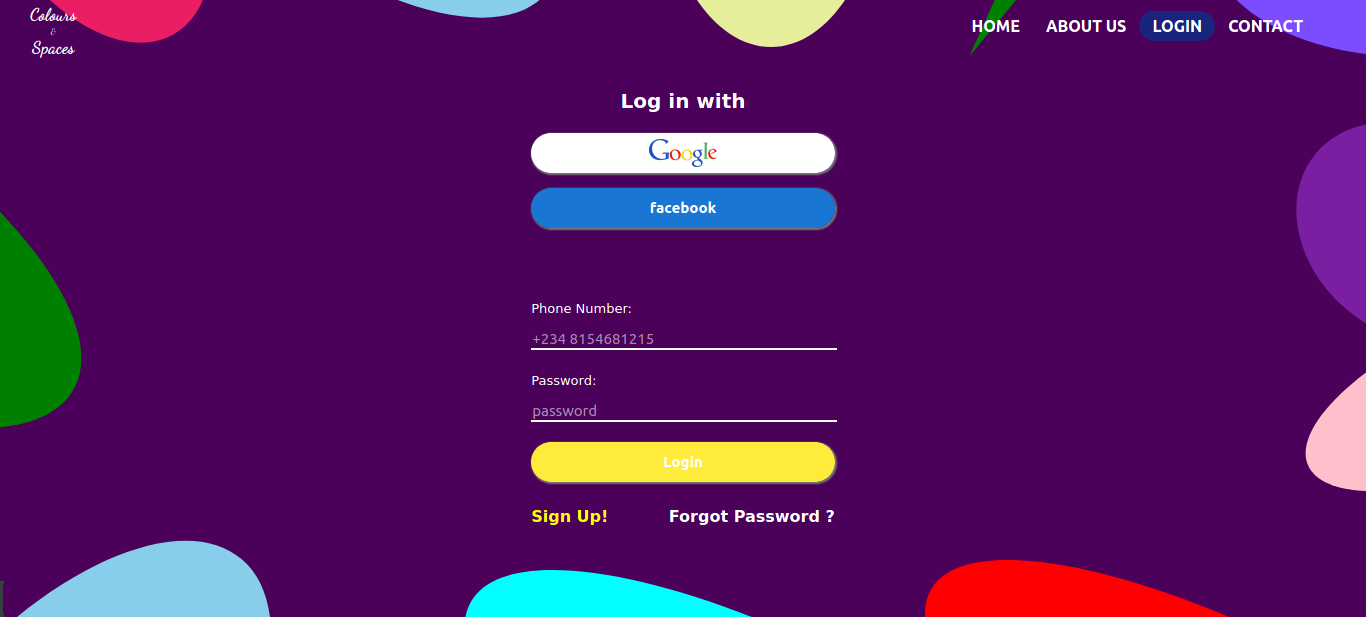 Colours
&
Spaces
HOME ABOUT US LOGIN CONTACT
Log in with
Google
facebook
Phone Number:
+234 8154681215
Password:
password
Login
Sign Up! Forgot Password ?